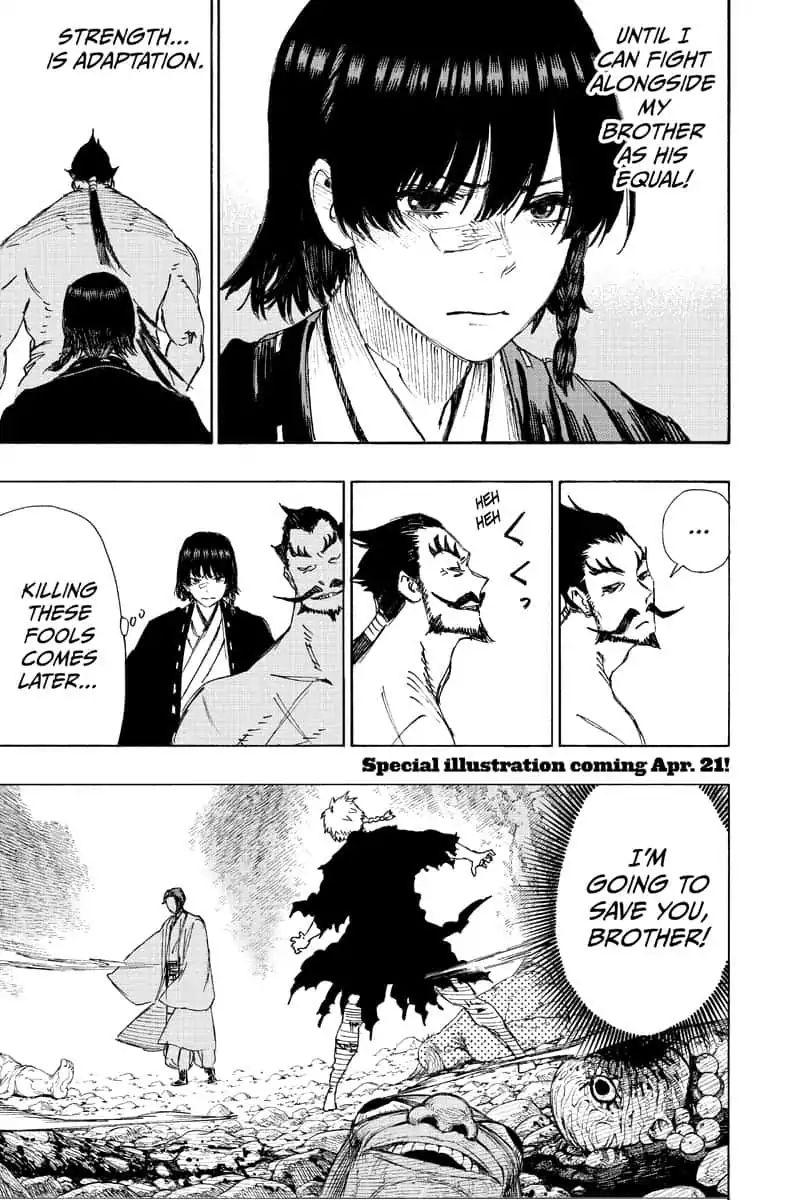 UNTIL I
CAN FIGHT
ALONGSIDE
MY
BROTHER
AS HIS
EQUAL!
STRENGTH...
IS ADAPTATION.
...
HEH
HEH
くっくっ
KILLING
THESE
FOOLS
COMES
LATER...
Special illustration coming Apr. 21!
I'M
GOING TO
SAVE YOU,
BROTHER!